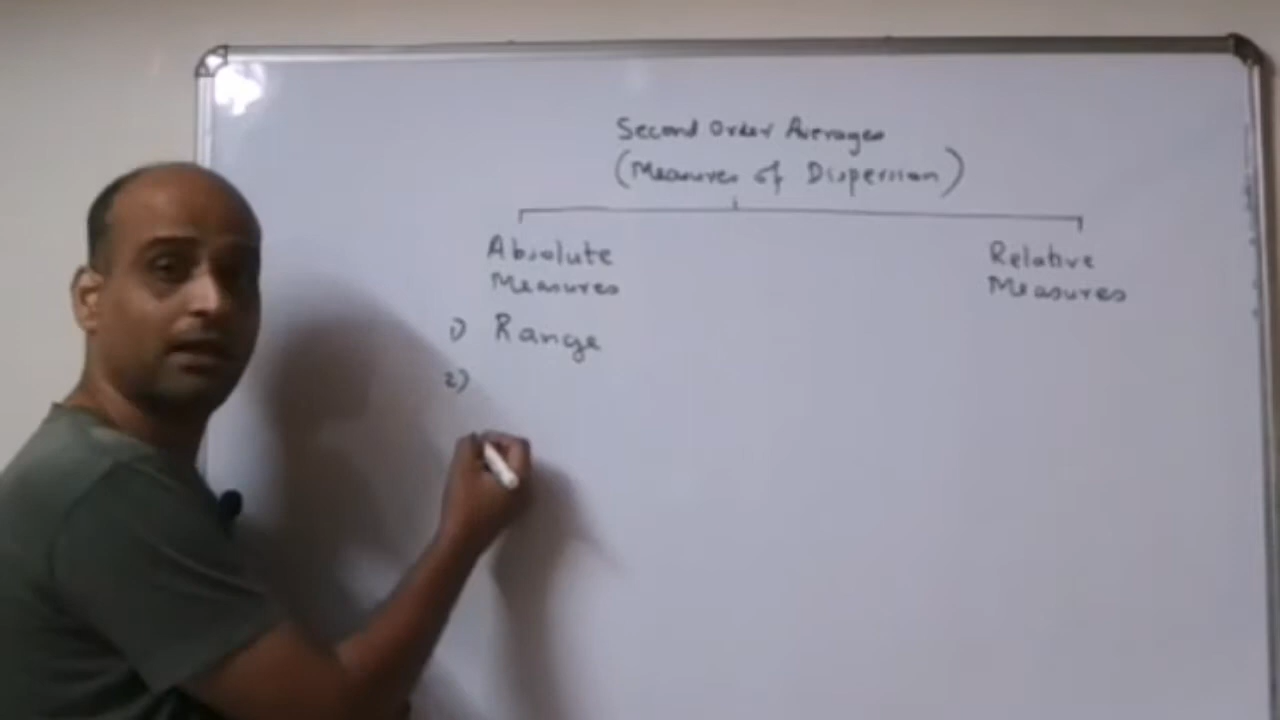 Second Order Averages
(Measures of Dispersion)
Absolute
Measures
Relative
Measures
1) Range
2)